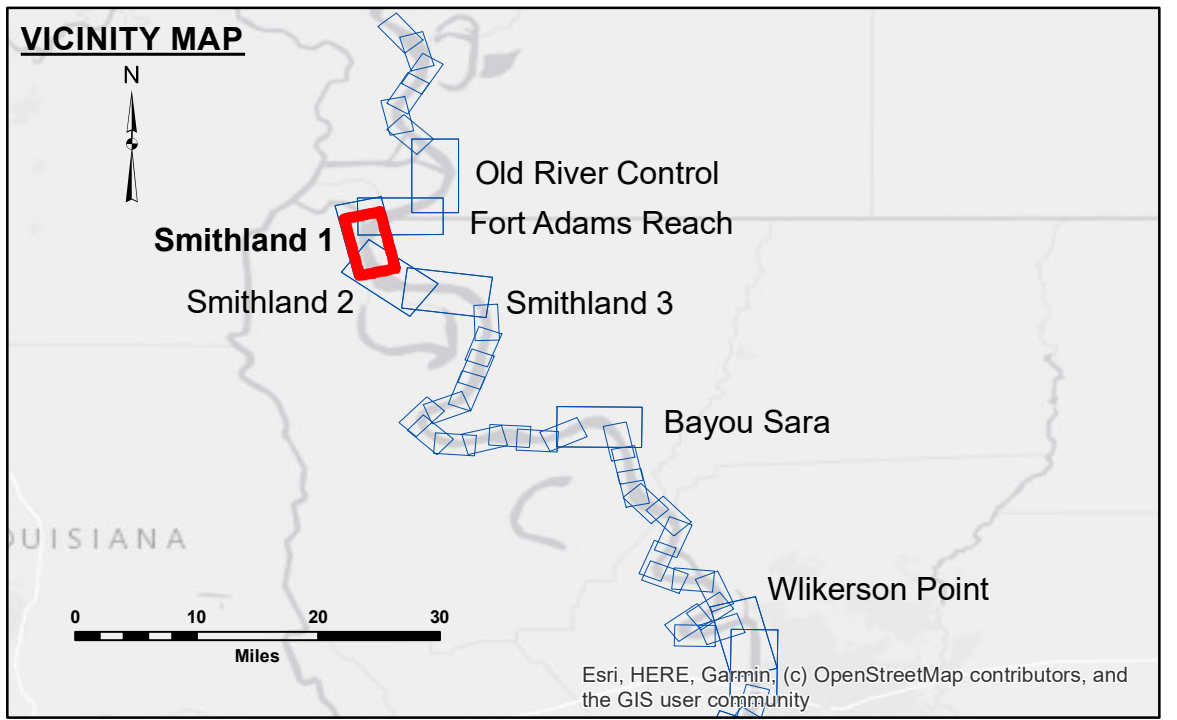 VICINITY MAP
N
Old River Control
Fort Adams Reach
Smithland 1
Smithland 2
Smithland 3
Bayou Sara
OUISIANA
Wlikerson Point
0 10 20 30
Miles
Esri, HERE, Garmin, (c) OpenStreetMap contributors, and
the GIS user community